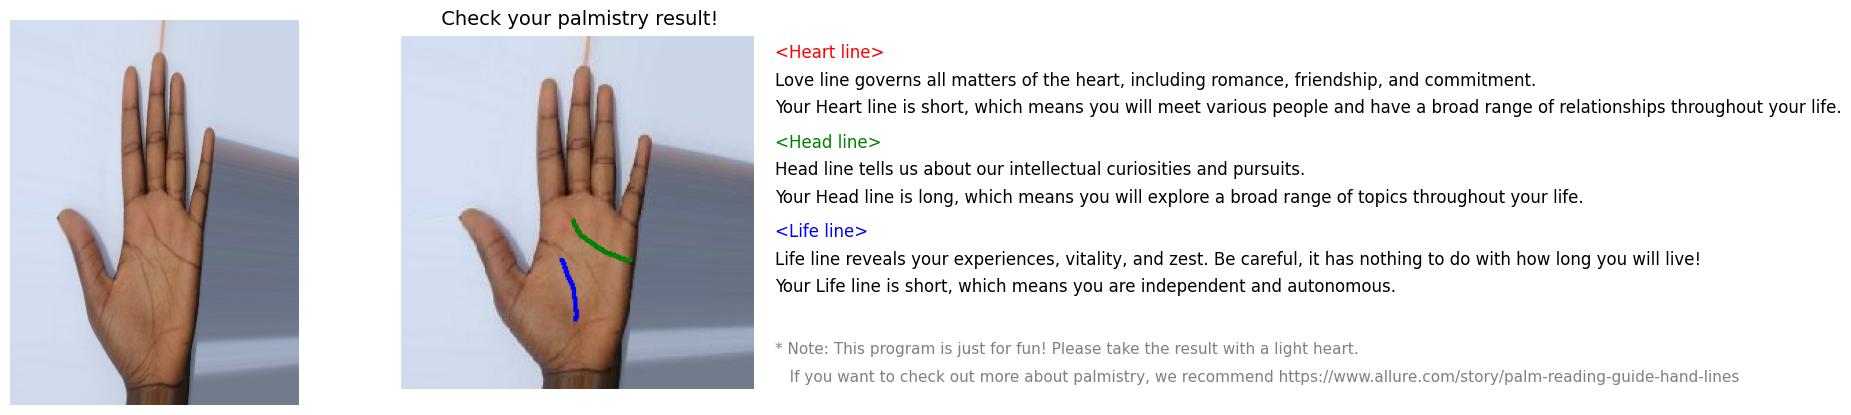 Check your palmistry result!
<Heart line>
Love line governs all matters of the heart, including romance, friendship, and commitment.
Your Heart line is short, which means you will meet various people and have a broad range of relationships throughout your life.
<Head line>
Head line tells us about our intellectual curiosities and pursuits.
Your Head line is long, which means you will explore a broad range of topics throughout your life.
<Life line>
Life line reveals your experiences, vitality, and zest. Be careful, it has nothing to do with how long you will live!
Your Life line is short, which means you are independent and autonomous.
* Note: This program is just for fun! Please take the result with a light heart.
If you want to check out more about palmistry, we recommend https://www.allure.com/story/palm-reading-guide-hand-lines